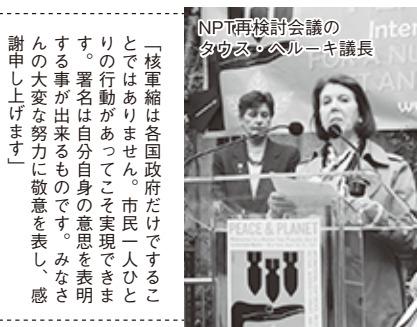 NPT再検討会議の
タウス・ヘルーキ議長
「核軍縮は各国政府だけでするこ
とではありません。市民一人ひと
りの行動があってこそ実現できま
す。署名は自分自身の意思を表明
する事が出来るものです。みなさ
んの大変な努力に敬意を表し、感
謝申し上げます」
Inter
FOR A NU
PEACE & PLANET